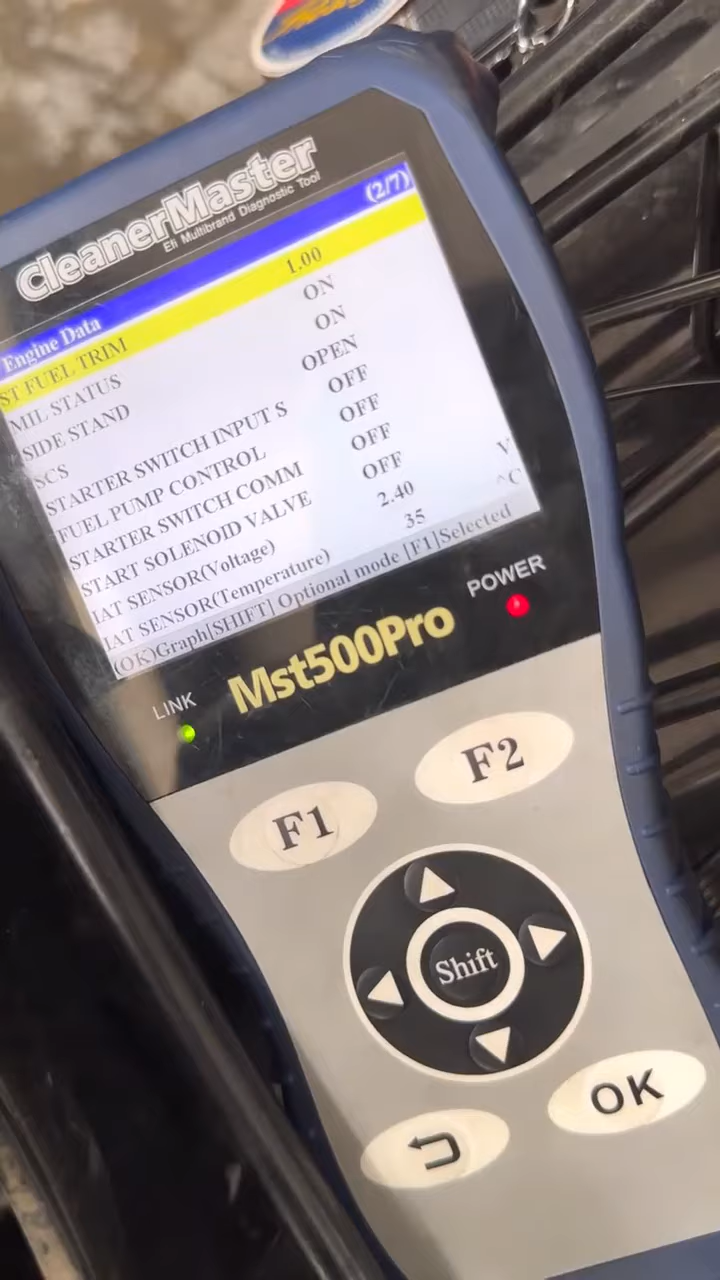 CleanerMaster
Efi Multibrand Diagnostic Tool
Engine Data (2/7)
ST FUEL TRIM 1.00
MIL STATUS ON
SIDE STAND ON
SCS OPEN
STARTER SWITCH INPUT S OFF
FUEL PUMP CONTROL OFF
STARTER SWITCH COMM OFF
START SOLENOID VALVE OFF
IAT SENSOR(Voltage) 2.40 V
IAT SENSOR(Temperature) 35 ^C
(OK)Graph[SHIFT] Optional mode [F1]Selected
LINK
Mst500Pro
POWER
F1
F2
Shift
OK